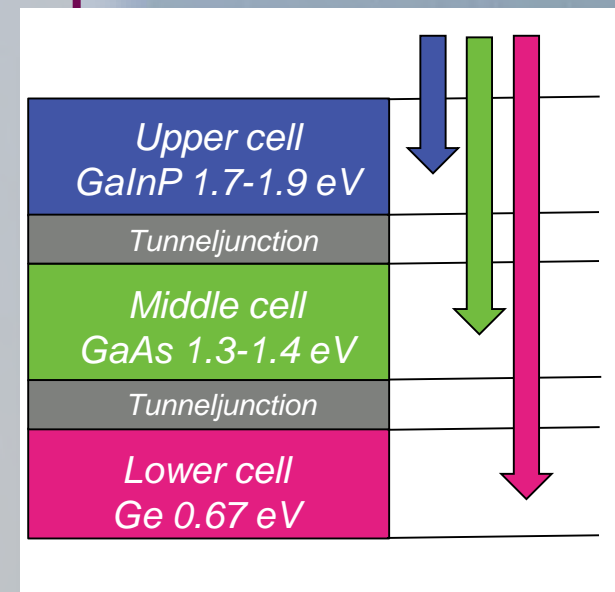 Upper cell
GaInP 1.7-1.9 eV
Tunneljunction
Middle cell
GaAs 1.3-1.4 eV
Tunneljunction
Lower cell
Ge 0.67 eV